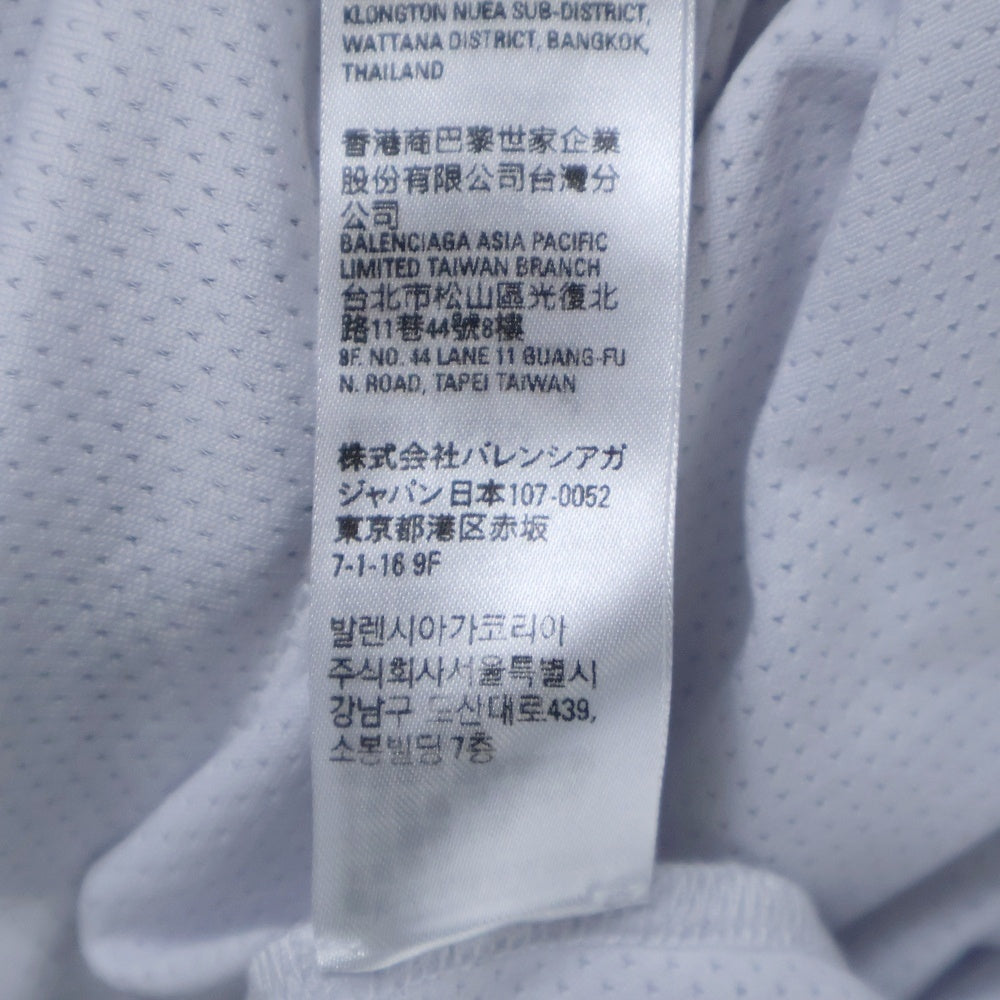 KLONGTON NUEA SUB-DISTRICT,
WATTANA DISTRICT, BANGKOK,
THAILAND
香港商巴黎世家企業
股份有限公司台灣分
公司
BALENCIAGA ASIA PACIFIC
LIMITED TAIWAN BRANCH
台北市松山區光復北
路11巷44號8樓
8F. NO. 44 LANE 11 GUANG-FU
N. ROAD, TAPEI TAIWAN
株式会社バレンシアガ
ジャパン日本107-0052
東京都港区赤坂
7-1-16 9F
발렌시아가코리아
주식회사서울특별시
강남구 도산대로439,
소봉빌딩 7층